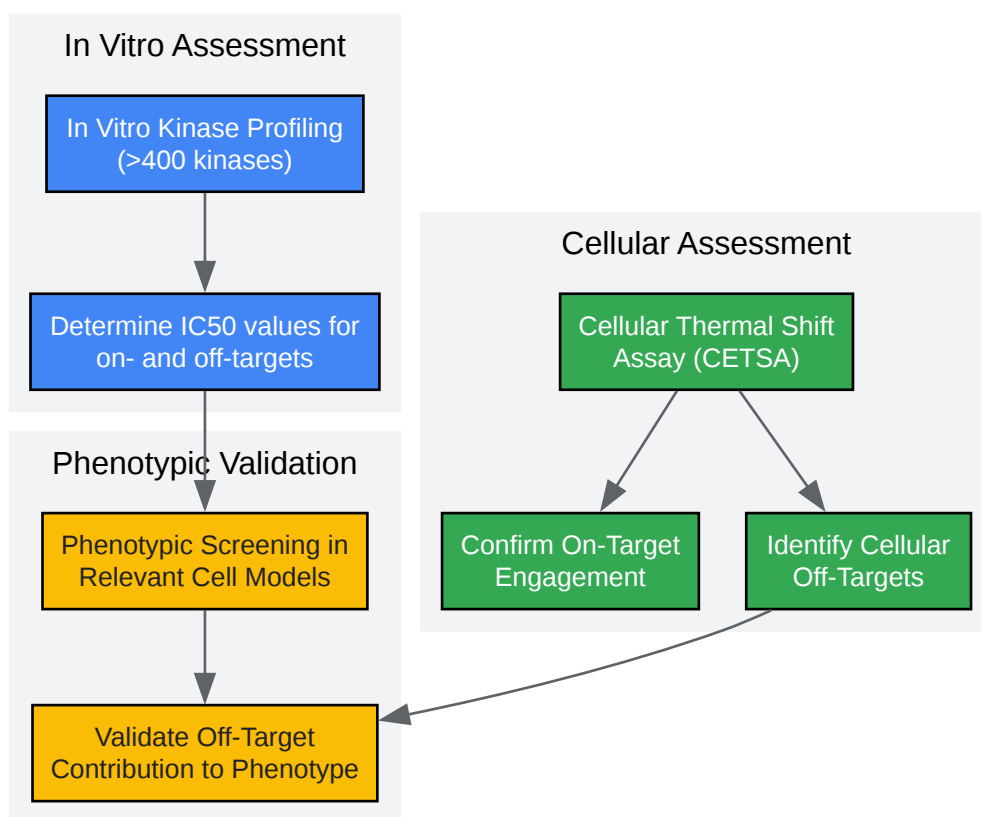 In Vitro Assessment
In Vitro Kinase Profiling
(>400 kinases)
Determine IC50 values for
on- and off-targets
Phenotypic Validation
Phenotypic Screening in
Relevant Cell Models
Validate Off-Target
Contribution to Phenotype
Cellular Assessment
Cellular Thermal Shift
Assay (CETSA)
Confirm On-Target
Engagement
Identify Cellular
Off-Targets